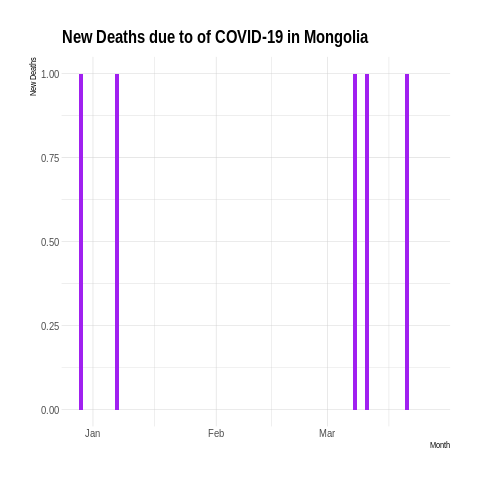 New Deaths due to of COVID-19 in Mongolia
New Deaths
1.00
0.75
0.50
0.25
0.00
Jan Feb Mar
Month